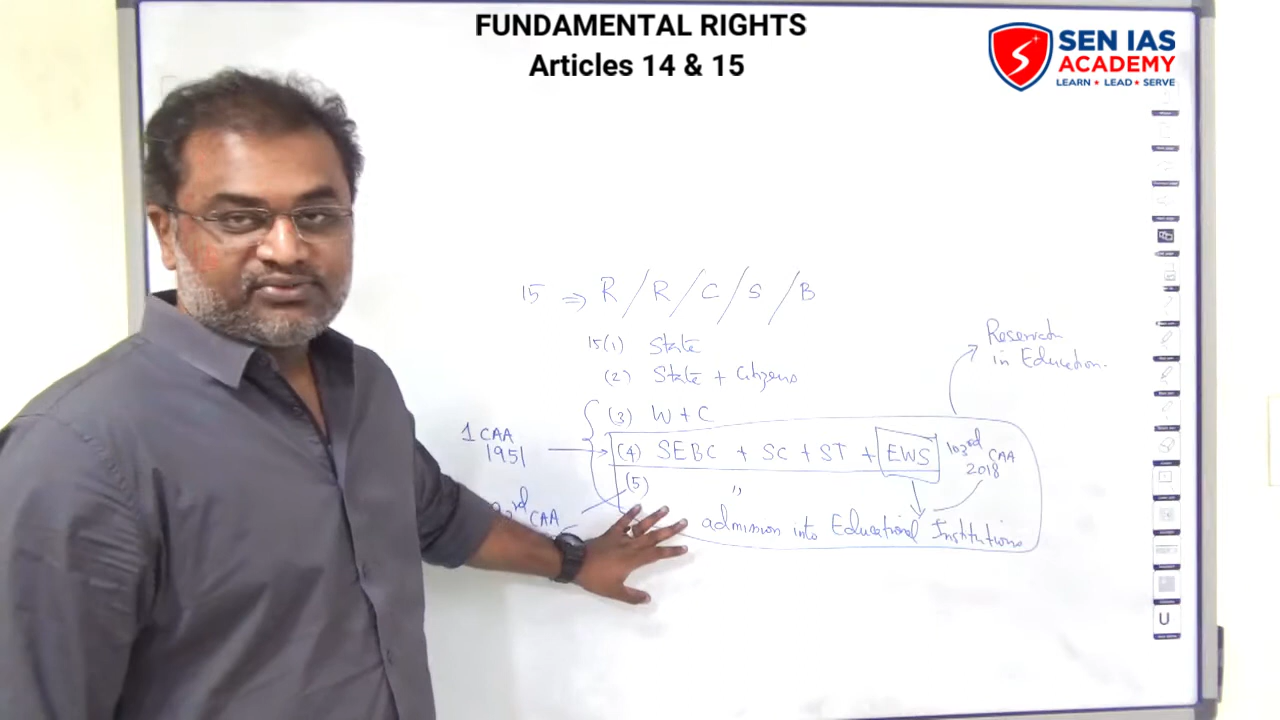 FUNDAMENTAL RIGHTS
Articles 14 & 15
SEN IAS
ACADEMY
LEARN ★ LEAD ★ SERVE
15 ⇒ R / R / C / S / B
15(1) State
(2) State + Citizens
(3) W + C
(4) SEBC + SC + ST + EWS
(5) "
admission into Educational Institutions
1 CAA
1951
rd CAA
103rd CAA
2018
in Education.
U